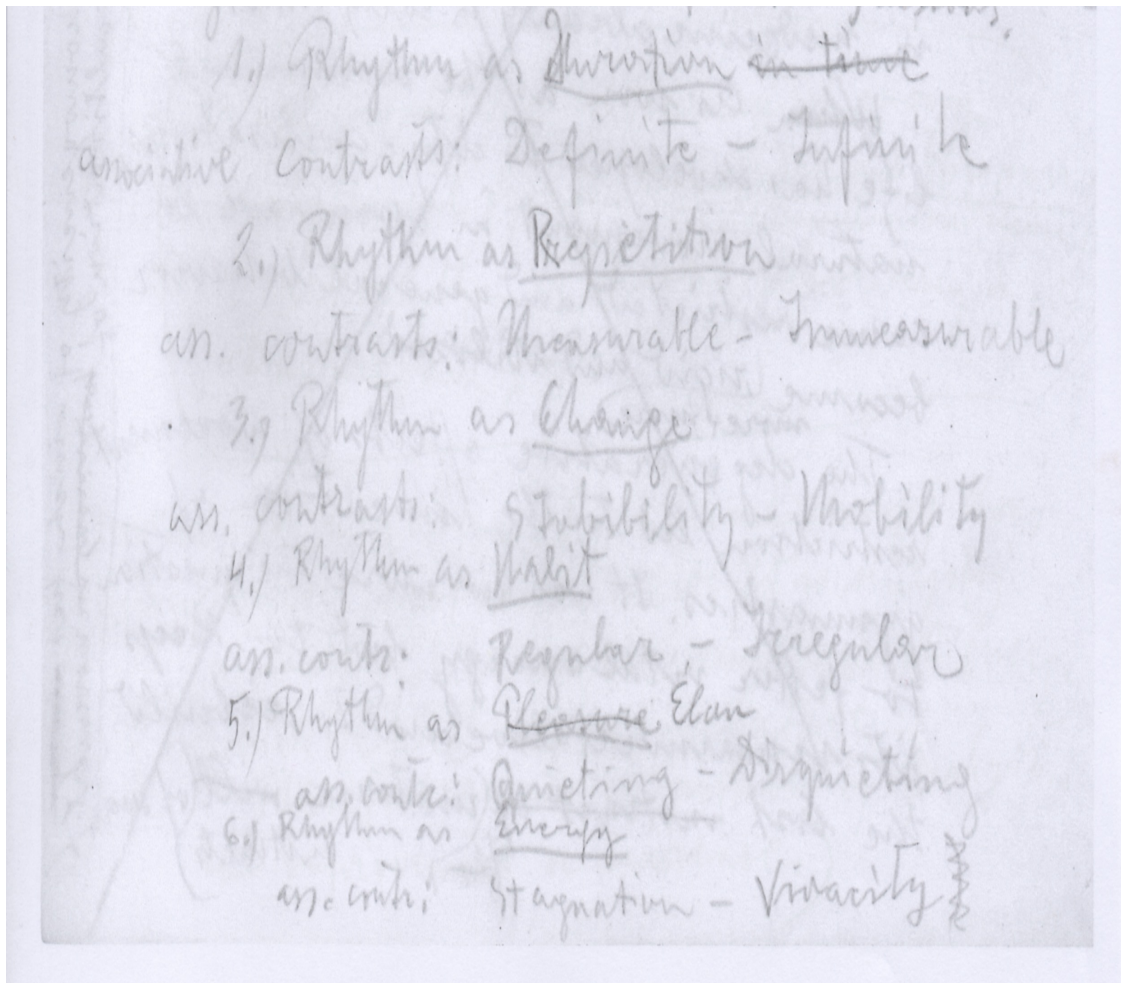 1.) Rhythm as Duration in time
associative contrasts: Definite – Infinite
2.) Rhythm as Repetition
ass. contrasts: Measurable – Immeasurable
3.) Rhythm as Change
ass. contrasts: Stabibility – Mobility
4.) Rhythm as Habit
ass. contr.: Regular – Irregular
5.) Rhythm as Pleasure Elan
ass. contr.: Quieting – Disquieting
6.) Rhythm as Energy
ass. contr.: Stagnation – Vivacity